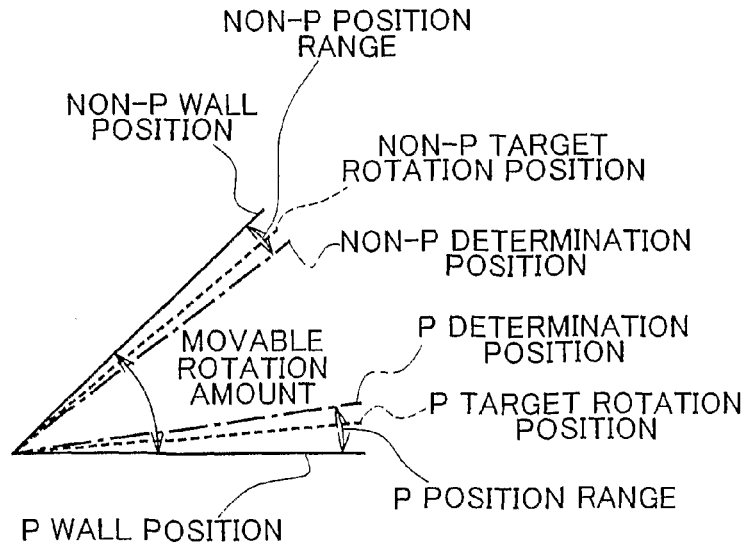 NON-P POSITION
RANGE
NON-P WALL
POSITION
NON-P TARGET
ROTATION POSITION
NON-P DETERMINATION
POSITION
MOVABLE
ROTATION
AMOUNT
P DETERMINATION
POSITION
P TARGET ROTATION
POSITION
P POSITION RANGE
P WALL POSITION